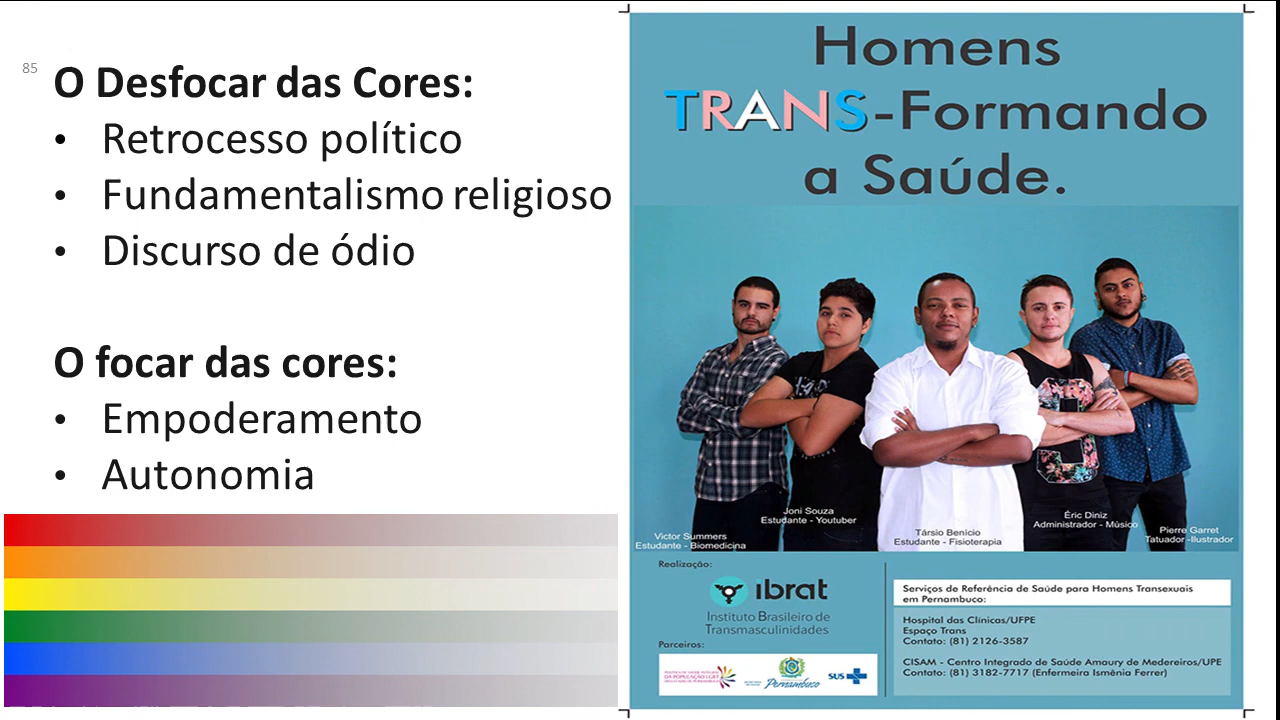 85
O Desfocar das Cores:
• Retrocesso político
• Fundamentalismo religioso
• Discurso de ódio
O focar das cores:
• Empoderamento
• Autonomia
Homens
TRANS-Formando
a Saúde.
Victor Summers
Estudante - Biomedicina
Joni Souza
Estudante - Youtuber
Társio Benício
Estudante - Fisioterapia
Éric Diniz
Administrador - Músico
Pierre Garret
Tatuador -Ilustrador
Realização:
ibrat
Instituto Brasileiro de
Transmasculinidades
Parceiros:
DA POPULAÇÃO LGBT
Pernambuco
SUS
Serviços de Referência de Saúde para Homens Transexuais
em Pernambuco:
Hospital das Clínicas/UFPE
Espaço Trans
Contato: (81) 2126-3587
CISAM - Centro Integrado de Saúde Amaury de Medereiros/UPE
Contato: (81) 3182-7717 (Enfermeira Ismênia Ferrer)